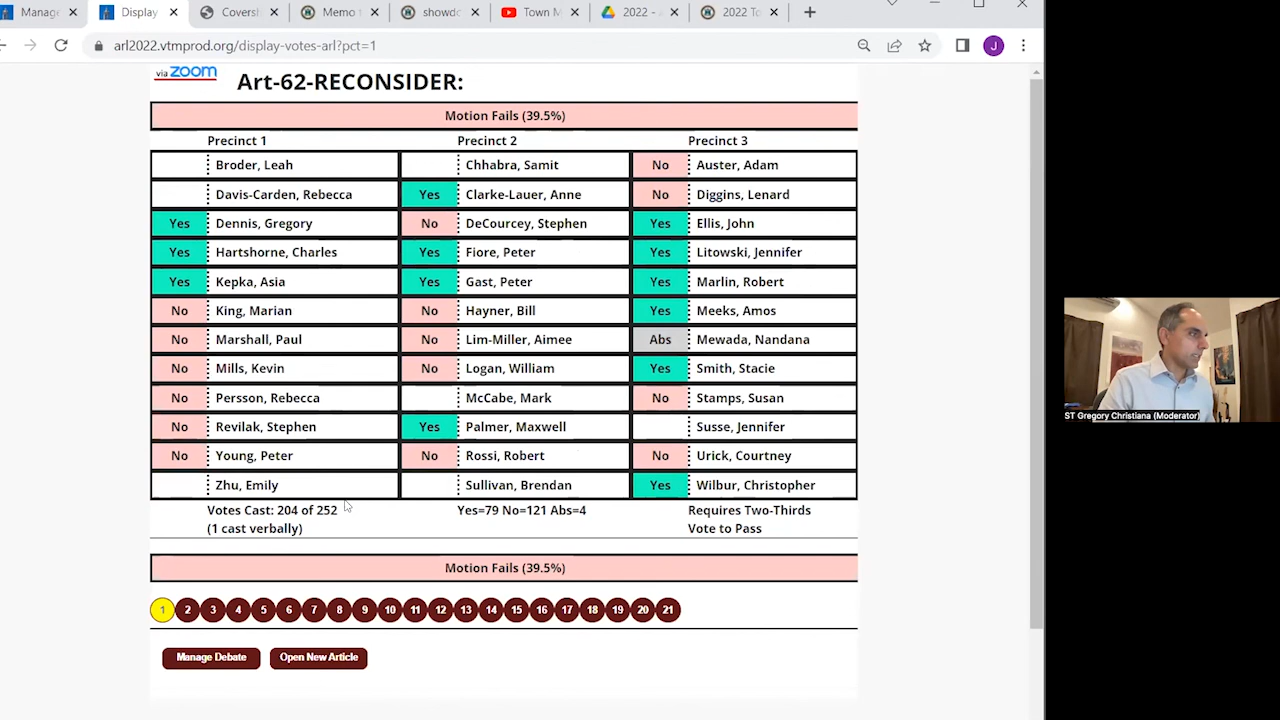 Manage
Display
Coversh
Memo t
showdo
Town M
2022 -
2022 To
arl2022.vtmprod.org/display-votes-arl?pct=1
J
via zoom
Art-62-RECONSIDER:
Motion Fails (39.5%)
Precinct 1 Precinct 2 Precinct 3
Broder, Leah Chhabra, Samit No Auster, Adam
Davis-Carden, Rebecca Yes Clarke-Lauer, Anne No Diggins, Lenard
Yes Dennis, Gregory No DeCourcey, Stephen Yes Ellis, John
Yes Hartshorne, Charles Yes Fiore, Peter Yes Litowski, Jennifer
Yes Kepka, Asia Yes Gast, Peter Yes Marlin, Robert
No King, Marian No Hayner, Bill Yes Meeks, Amos
No Marshall, Paul No Lim-Miller, Aimee Abs Mewada, Nandana
No Mills, Kevin No Logan, William Yes Smith, Stacie
No Persson, Rebecca McCabe, Mark No Stamps, Susan
No Revilak, Stephen Yes Palmer, Maxwell Susse, Jennifer
No Young, Peter No Rossi, Robert No Urick, Courtney
Zhu, Emily Sullivan, Brendan Yes Wilbur, Christopher
Votes Cast: 204 of 252 Yes=79 No=121 Abs=4 Requires Two-Thirds
(1 cast verbally) Vote to Pass
Motion Fails (39.5%)
1 2 3 4 5 6 7 8 9 10 11 12 13 14 15 16 17 18 19 20 21
Manage Debate Open New Article
ST Gregory Christiana (Moderator)